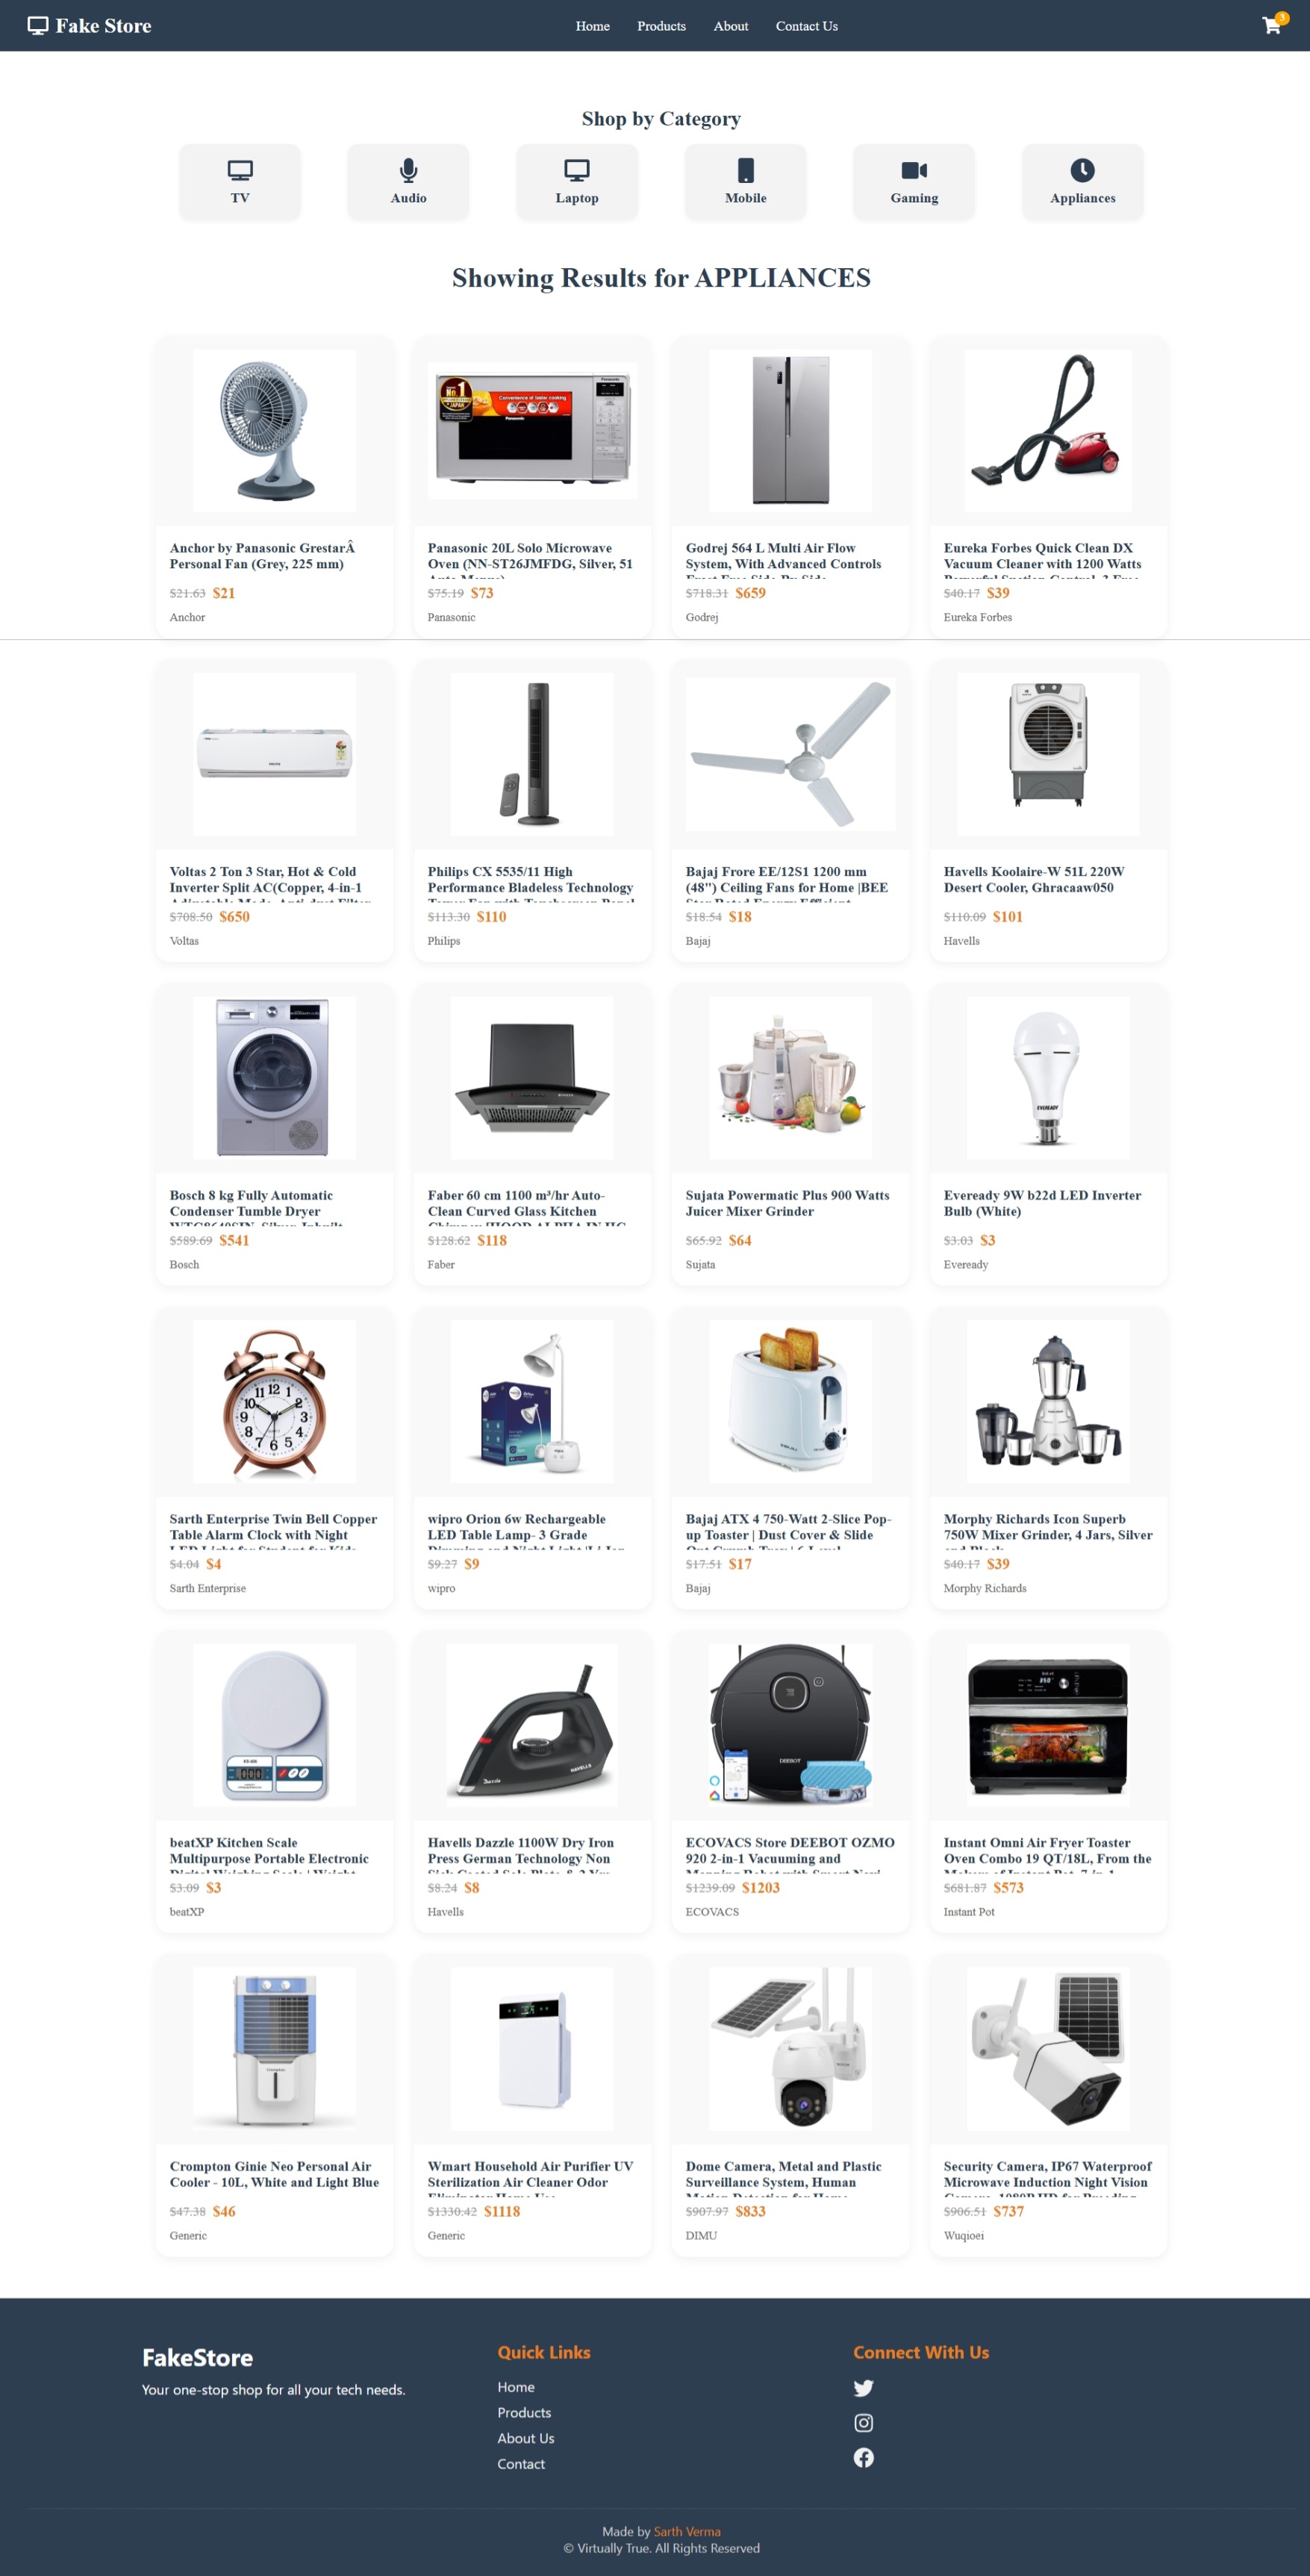 Fake Store
Home
Products
About
Contact Us
3
Shop by Category
TV
Audio
Laptop
Mobile
Gaming
Appliances
Showing Results for APPLIANCES
Anchor by Panasonic GrestarÂ
Personal Fan (Grey, 225 mm)
$21.63 $21
Anchor
Panasonic 20L Solo Microwave
Oven (NN-ST26JMFDG, Silver, 51
$75.19 $73
Panasonic
Godrej 564 L Multi Air Flow
System, With Advanced Controls
$718.31 $659
Godrej
Eureka Forbes Quick Clean DX
Vacuum Cleaner with 1200 Watts
$40.17 $39
Eureka Forbes
Voltas 2 Ton 3 Star, Hot & Cold
Inverter Split AC(Copper, 4-in-1
$708.50 $650
Voltas
Philips CX 5535/11 High
Performance Bladeless Technology
$113.30 $110
Philips
Bajaj Frore EE/12S1 1200 mm
(48") Ceiling Fans for Home |BEE
$18.54 $18
Bajaj
Havells Koolaire-W 51L 220W
Desert Cooler, Ghracaaw050
$110.09 $101
Havells
Bosch 8 kg Fully Automatic
Condenser Tumble Dryer
$589.69 $541
Bosch
Faber 60 cm 1100 m³/hr Auto-
Clean Curved Glass Kitchen
$128.62 $118
Faber
Sujata Powermatic Plus 900 Watts
Juicer Mixer Grinder
$65.92 $64
Sujata
EVEREADY
Eveready 9W b22d LED Inverter
Bulb (White)
$3.03 $3
Eveready
Sarth Enterprise Twin Bell Copper
Table Alarm Clock with Night
$4.04 $4
Sarth Enterprise
wipro Orion 6w Rechargeable
LED Table Lamp- 3 Grade
$9.27 $9
wipro
Bajaj ATX 4 750-Watt 2-Slice Pop-
up Toaster | Dust Cover & Slide
$17.51 $17
Bajaj
Morphy Richards Icon Superb
750W Mixer Grinder, 4 Jars, Silver
and Black
$40.17 $39
Morphy Richards
beatXP Kitchen Scale
Multipurpose Portable Electronic
$3.09 $3
beatXP
HAVELLS
Havells Dazzle 1100W Dry Iron
Press German Technology Non
$8.24 $8
Havells
DEEBOT
ECOVACS Store DEEBOT OZMO
920 2-in-1 Vacuuming and
$1239.09 $1203
ECOVACS
Instant Omni Air Fryer Toaster
Oven Combo 19 QT/18L, From the
$681.87 $573
Instant Pot
Crompton Ginie Neo Personal Air
Cooler - 10L, White and Light Blue
$47.38 $46
Generic
Wmart Household Air Purifier UV
Sterilization Air Cleaner Odor
$1330.42 $1118
Generic
Dome Camera, Metal and Plastic
Surveillance System, Human
$907.97 $833
DIMU
Security Camera, IP67 Waterproof
Microwave Induction Night Vision
$906.51 $737
Wuqioei
FakeStore
Your one-stop shop for all your tech needs.
Quick Links
Home
Products
About Us
Contact
Connect With Us
Made by Sarth Verma
© Virtually True. All Rights Reserved